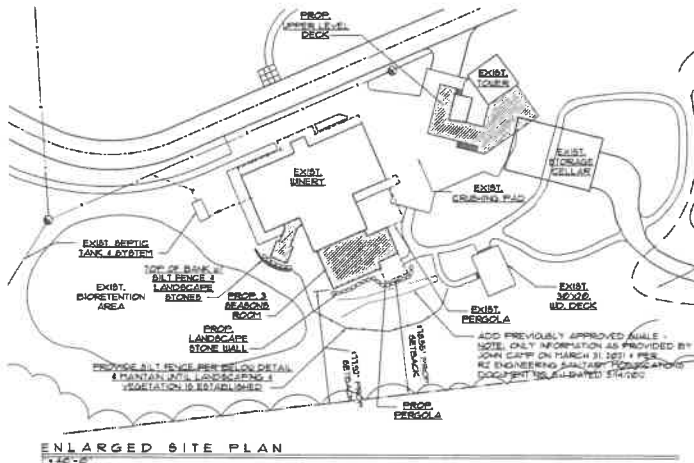 PROP.
UPPER LEVEL
DECK
EXIST.
TOWER
EXIST.
WINERY
EXIST.
STORAGE
CELLAR
EXIST.
CRUSHING PAD
EXIST. SEPTIC
TANK & SYSTEM
TOP OF BANK
SILT FENCE &
LANDSCAPE
STONES
EXIST.
BIORETENTION
AREA
PROP. 3
SEASONS
ROOM
EXIST.
WD. DECK
EXIST.
PERGOLA
PROP.
LANDSCAPE
STONE WALL
ADD PREVIOUSLY APPROVED SWALE -
NOTE: ONLY INFORMATION AS PROVIDED BY
JOHN CAMP ON MARCH 31, 2021 & PER
ENGINEERING SANITARY
DOCUMENT DATED
PROVIDE SILT FENCE PER BELOW DETAIL
& MAINTAIN UNTIL LANDSCAPING &
VEGETATION IS ESTABLISHED
PROP.
SETBACK
PROP.
SETBACK
PROP.
PERGOLA
ENLARGED SITE PLAN